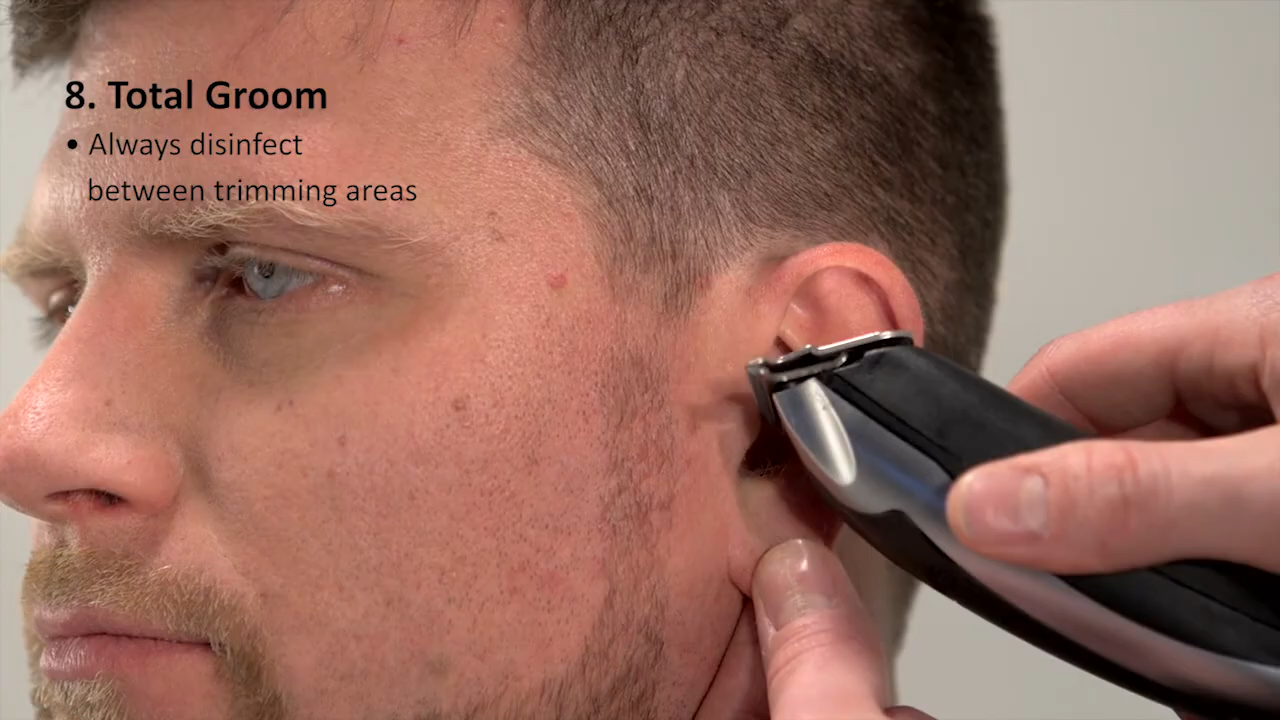 8. Total Groom
• Always disinfect
between trimming areas